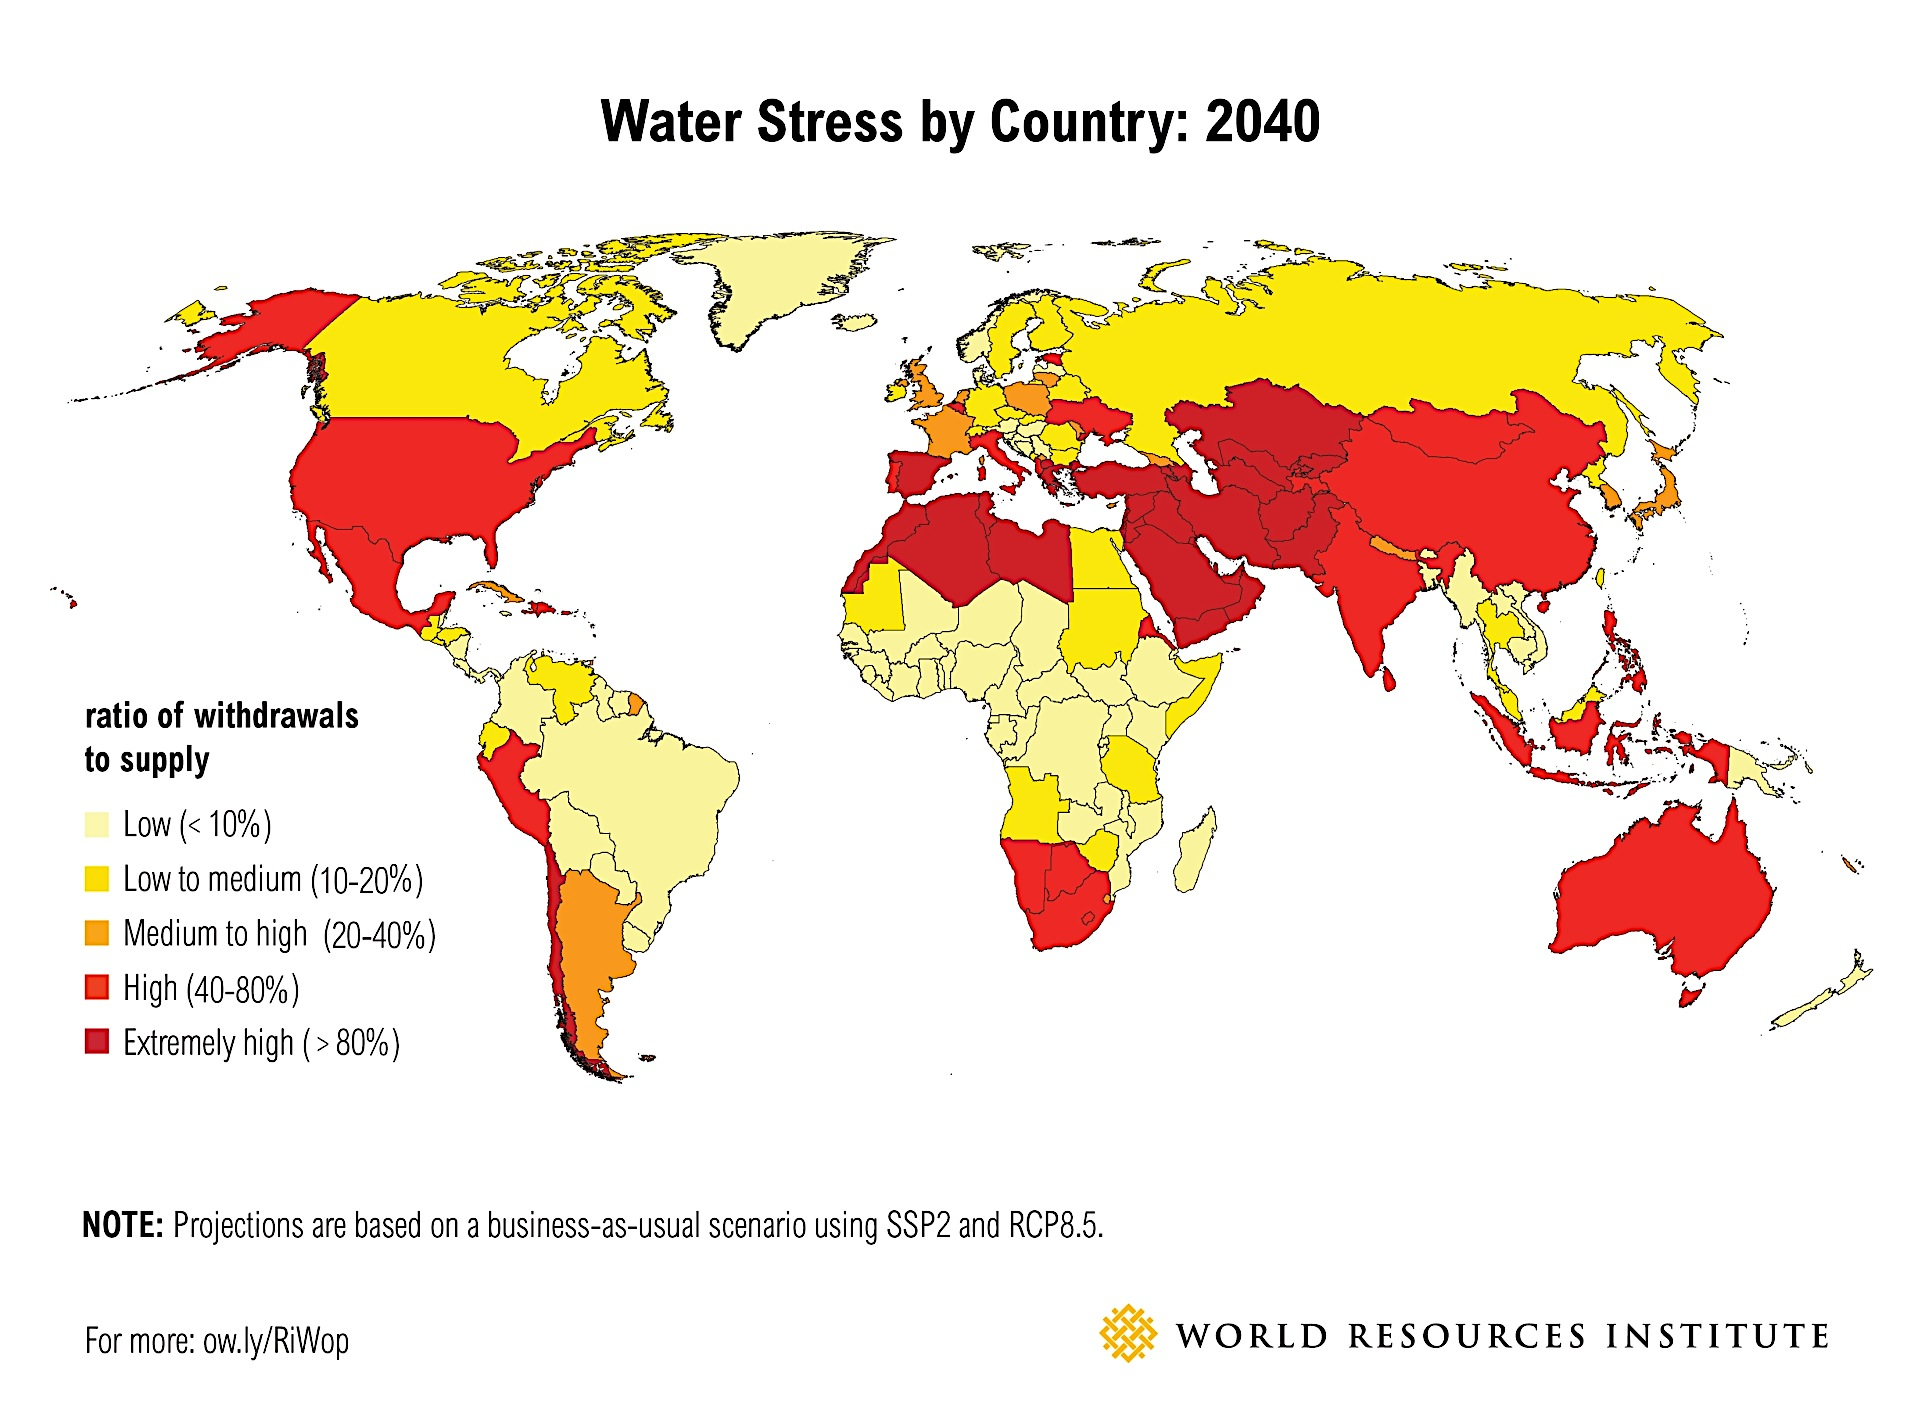 Water Stress by Country: 2040
ratio of withdrawals
to supply
Low (< 10%)
Low to medium (10-20%)
Medium to high (20-40%)
High (40-80%)
Extremely high ( > 80%)
NOTE: Projections are based on a business-as-usual scenario using SSP2 and RCP8.5.
For more: ow.ly/RiWop
WORLD RESOURCES INSTITUTE